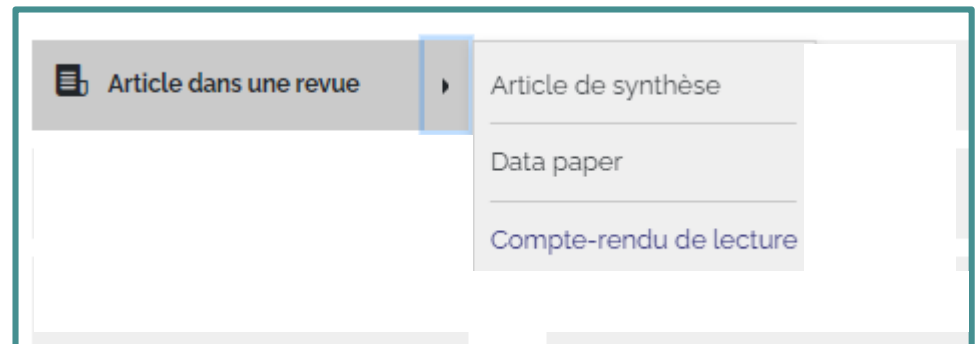 Article dans une revue
Article de synthèse
Data paper
Compte-rendu de lecture